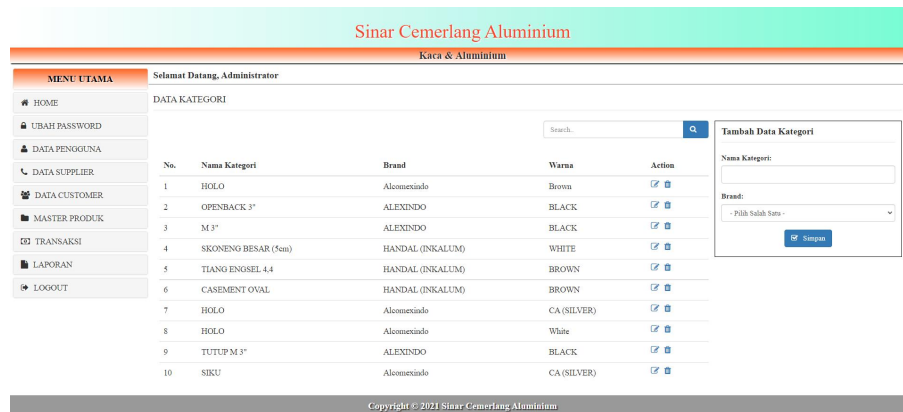 Sinar Cemerlang Aluminium
Kaca & Aluminium
MENU UTAMA
HOME
UBAH PASSWORD
DATA PENGGUNA
DATA SUPPLIER
DATA CUSTOMER
MASTER PRODUK
TRANSAKSI
LAPORAN
LOGOUT
Selamat Datang, Administrator
DATA KATEGORI
Search..
No. Nama Kategori Brand Warna Action
1 HOLO Alcomexindo Brown
2 OPENBACK 3" ALEXINDO BLACK
3 M 3" ALEXINDO BLACK
4 SKONENG BESAR (5cm) HANDAL (INKALUM) WHITE
5 TIANG ENGSEL 4,4 HANDAL (INKALUM) BROWN
6 CASEMENT OVAL HANDAL (INKALUM) BROWN
7 HOLO Alcomexindo CA (SILVER)
8 HOLO Alcomexindo White
9 TUTUP M 3" ALEXINDO BLACK
10 SIKU Alcomexindo CA (SILVER)
Tambah Data Kategori
Nama Kategori:
Brand:
- Pilih Salah Satu -
Simpan
Copyright © 2021 Sinar Cemerlang Aluminium